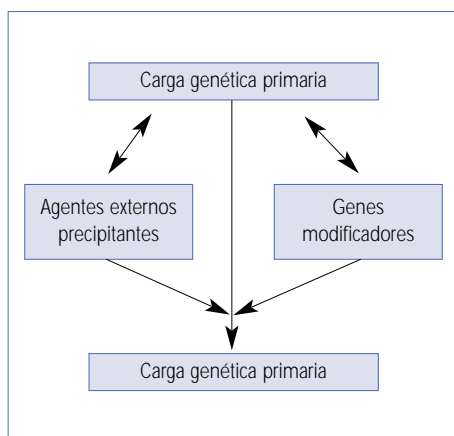 Carga genética primaria
Agentes externos
precipitantes
Genes
modificadores
Carga genética primaria